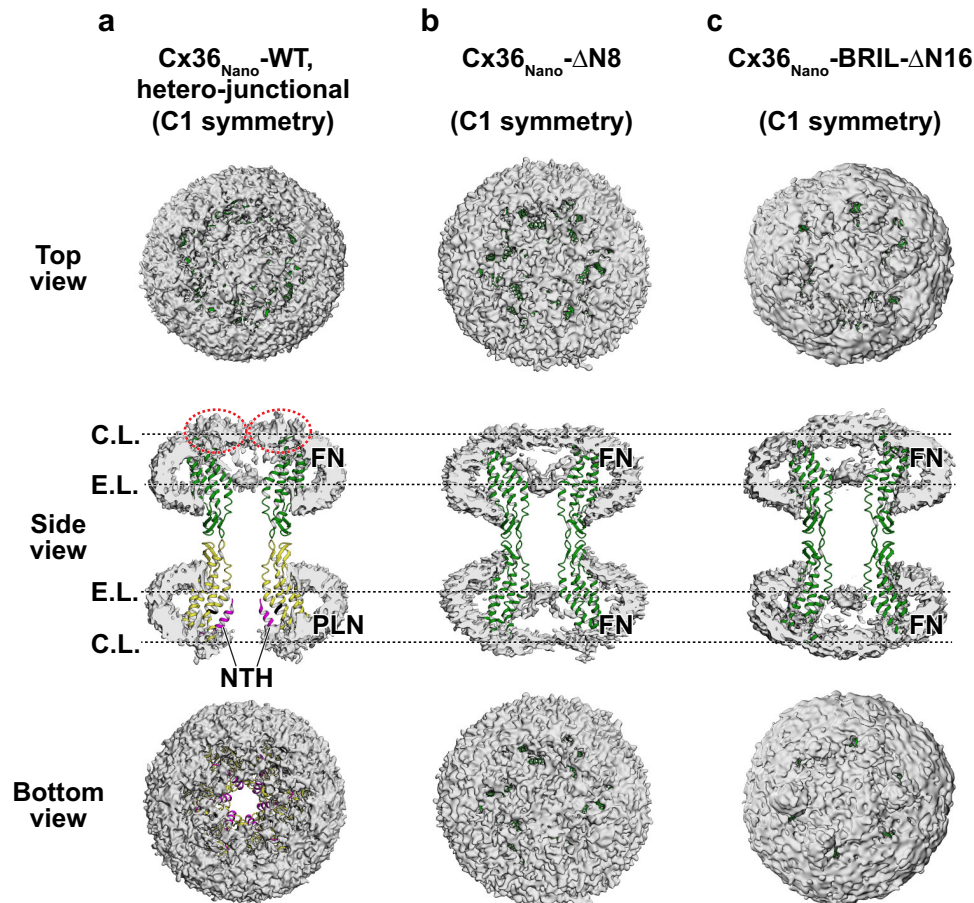 a
Cx36Nano-WT,
hetero-junctional
(C1 symmetry)
b
Cx36Nano-ΔN8
(C1 symmetry)
c
Cx36Nano-BRIL-ΔN16
(C1 symmetry)
Top
view
C.L.
FN
FN
FN
E.L.
Side
view
E.L.
PLN
FN
FN
C.L.
NTH
Bottom
view